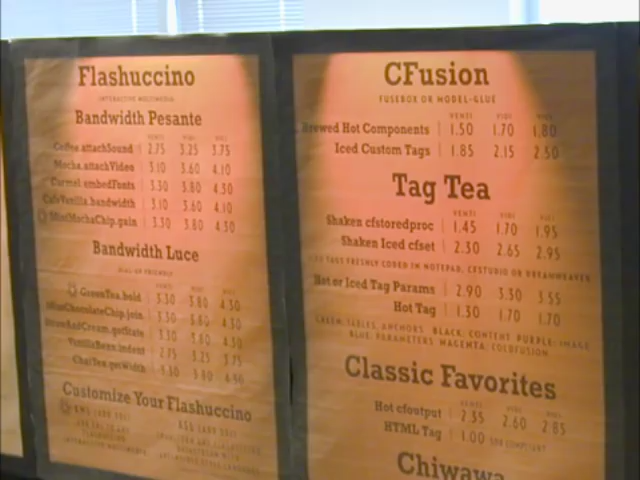 Flashuccino
INTERACTIVE MULTIMEDIA
Bandwidth Pesante
Coffee.attachSound 2.75 3.25 3.75
Mocha.attachVideo 3.10 3.60 4.10
Carmel.embedFonts 3.30 3.80 4.30
CafeVanilla.bandwidth 3.10 3.60 4.10
MintMochaChip.gain 3.30 3.80 4.30
Bandwidth Luce
GreenTea.bold 3.30 3.80 4.30
MintChocolateChip.join 3.30 3.80 4.30
.getState 3.30 3.80 4.30
VanillaBean.indent 2.75 3.25 3.75
ChaiTea.getWidth 3.30 3.80
Customize Your Flashuccino
CFusion
FUSEBOX OR MODEL-GLUE
VENTI
Brewed Hot Components 1.50 1.70 1.80
Iced Custom Tags 1.85 2.15 2.50
Tag Tea
VENTI
Shaken cfstoredproc 1.45 1.70 1.95
Shaken Iced cfset 2.30 2.65 2.95
TAGS FRESHLY CODED IN NOTEPAD, CFSTUDIO OR DREAMWEAVER
Hot or Iced Tag Params 2.90 3.30 3.55
Hot Tag 1.30 1.70 1.70
GREEN: TABLES, ANCHORS BLACK: CONTENT PURPLE: IMAGE
BLUE: PARAMETERS MAGENTA: COLDFUSION
Classic Favorites
Hot cfoutput 2.35 2.60 2.85
HTML Tag 1.00 508 COMPLIANT
Chiwawa